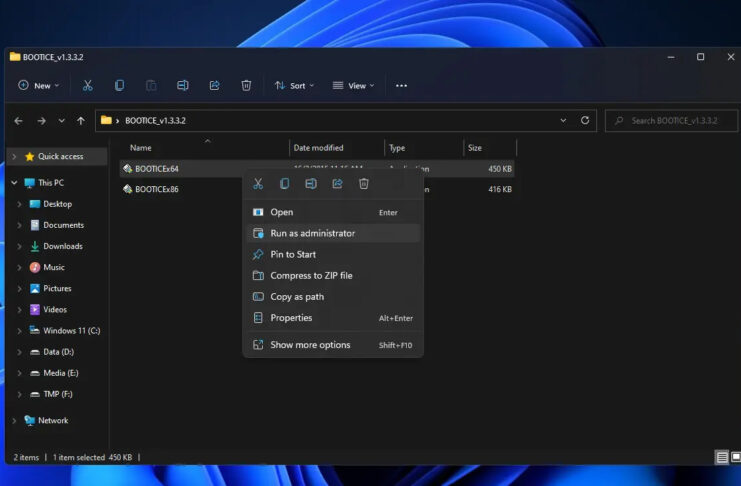 BOOTICE_v1.3.3.2
New
Sort
View
BOOTICE_v1.3.3.2
Search BOOTICE_v1.3.3.2
Name Date modified Type Size
Quick access
This PC
Desktop
Documents
Downloads
Music
Pictures
Videos
Windows 11 (C:)
Data (D:)
Media (E:)
TMP (F:)
Network
BOOTICEx64 450 KB
BOOTICEx86 416 KB
Open Enter
Run as administrator
Pin to Start
Compress to ZIP file
Copy as path
Properties Alt+Enter
Show more options Shift+F10
2 items 1 item selected 450 KB